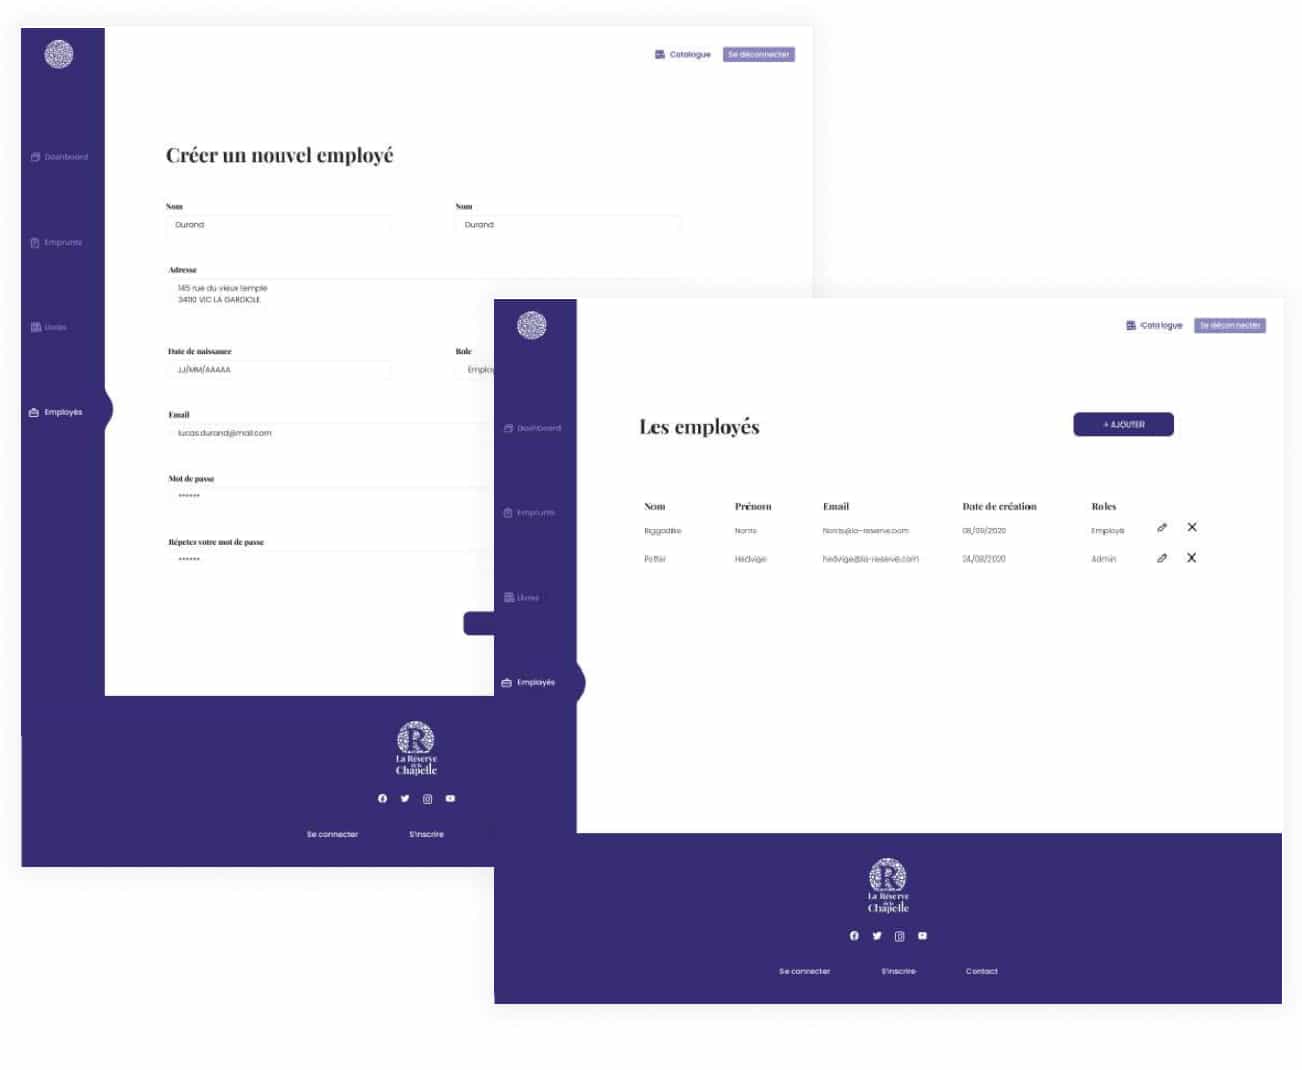 Catalogue Se déconnecter
Dashboard
Emprunts
Livres
Employés
Créer un nouvel employé
Nom Nom
Durand Durand
Adresse
145 rue du vieux temple
VIC LA GARDIOLE
Date de naissance Role
JJ/MM/AAAAA Emplo
Email
lucas.durand@mail.com
Mot de passe
••••••
Répetez votre mot de passe
••••••
R
La Réserve
de la
Chapelle
Se connecter S'inscrire
Catalogue Se déconnecter
Dashboard
Emprunts
Livres
Employés
Les employés + AJOUTER
Nom Prénom Email Date de création Roles
Norris Norris@la-reserve.com 08/09/2020 Employé
Potter Hedvige hedvige@la-reserve.com 24/08/2020 Admin
R
La Réserve
de la
Chapelle
Se connecter S'inscrire Contact